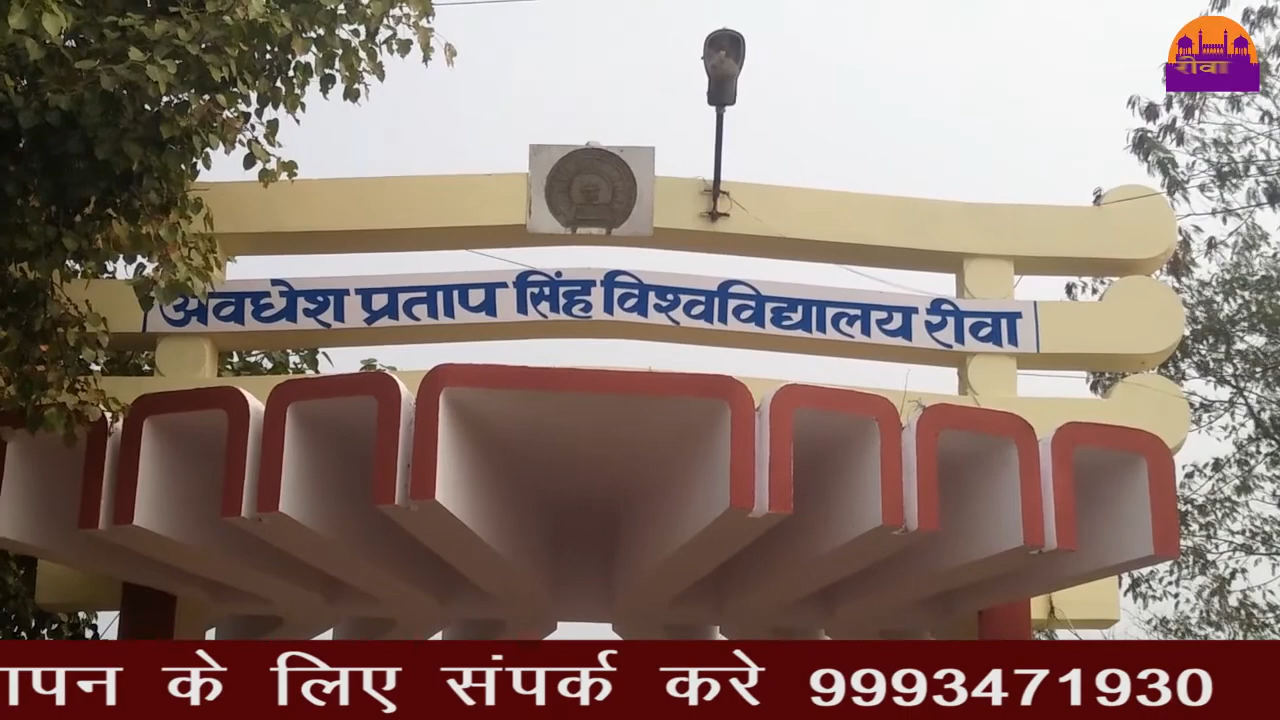 रीवा
अवधेश प्रताप सिंह विश्वविद्यालय रीवा
ापन के लिए संपर्क करे 9993471930